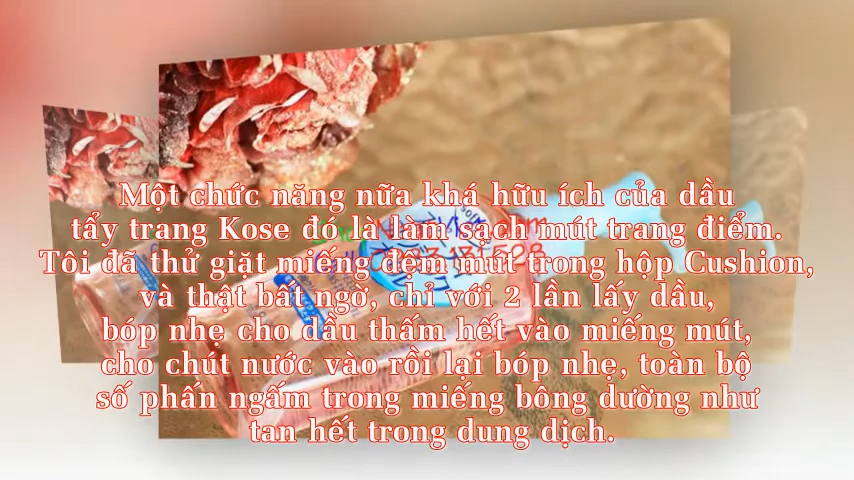 Một chức năng nữa khá hữu ích của dầu
tẩy trang Kose đó là làm sạch mút trang điểm.
Tôi đã thử giặt miếng đệm mút trong hộp Cushion,
và thật bất ngờ, chỉ với 2 lần lấy dầu,
bóp nhẹ cho dầu thấm hết vào miếng mút,
cho chút nước vào rồi lại bóp nhẹ, toàn bộ
số phấn ngấm trong miếng bông dường như
tan hết trong dung dịch.